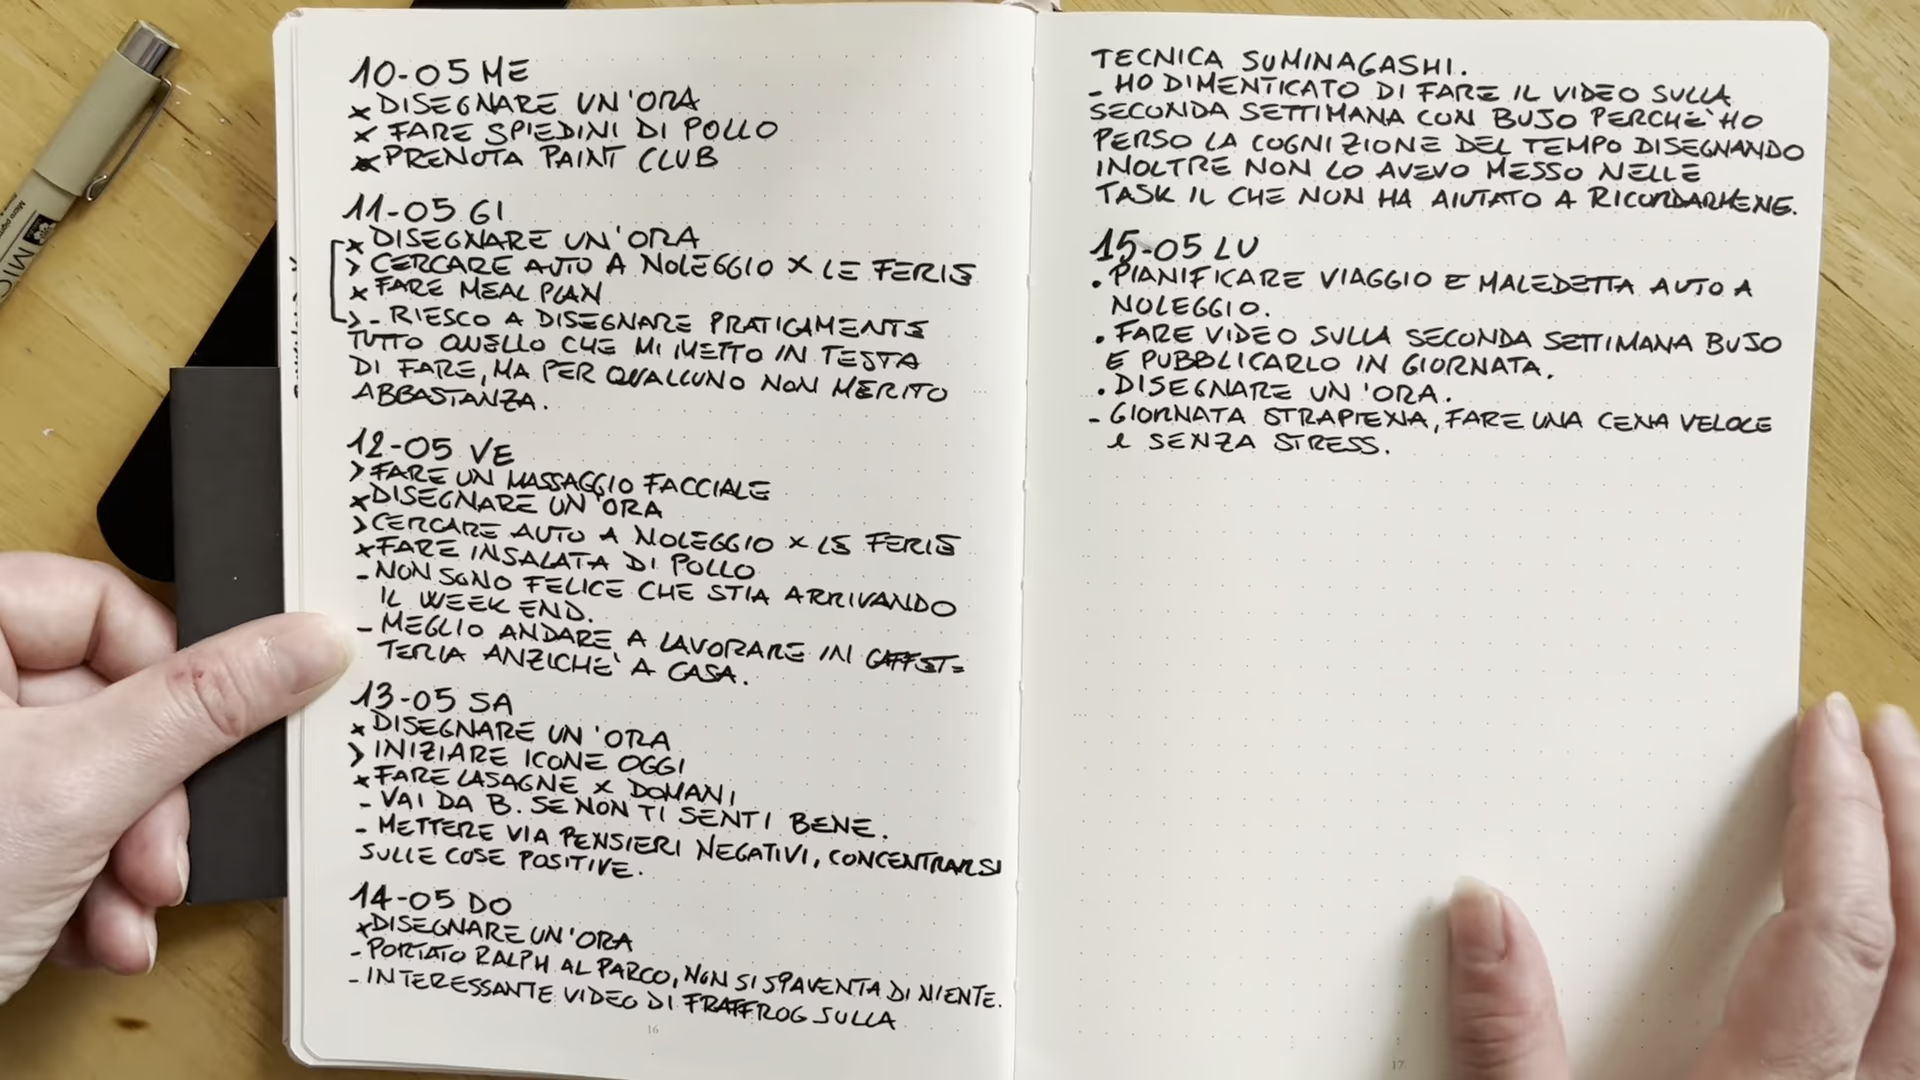 10-05 ME
× DISEGNARE UN'ORA
× FARE SPIEDINI DI POLLO
× PRENOTA PAINT CLUB
11-05 GI
× DISEGNARE UN'ORA
> CERCARE AUTO A NOLEGGIO × LE FERIE
× FARE MEAL PLAN
> - RIESCO A DISEGNARE PRATICAMENTE
TUTTO QUELLO CHE MI METTO IN TESTA
DI FARE, MA PER QUALCUNO NON MERITO
ABBASTANZA.
12-05 VE
> FARE UN MASSAGGIO FACCIALE
× DISEGNARE UN'ORA
> CERCARE AUTO A NOLEGGIO × LE FERIE
× FARE INSALATA DI POLLO
- NON SONO FELICE CHE STIA ARRIVANDO
IL WEEK END.
- MEGLIO ANDARE A LAVORARE IN CAFFET=
TERIA ANZICHE' A CASA.
13-05 SA
× DISEGNARE UN'ORA
> INIZIARE ICONE OGGI
× FARE LASAGNE × DOMANI
- VAI DA B. SE NON TI SENTI BENE.
- METTERE VIA PENSIERI NEGATIVI, CONCENTRARSI
SULLE COSE POSITIVE.
14-05 DO
× DISEGNARE UN'ORA
- PORTATO RALPH AL PARCO, NON SI SPAVENTA DI NIENTE.
- INTERESSANTE VIDEO DI FRAFFROG SULLA
16
TECNICA SUMINAGASHI.
- HO DIMENTICATO DI FARE IL VIDEO SULLA
SECONDA SETTIMANA CON BUJO PERCHE' HO
PERSO LA COGNIZIONE DEL TEMPO DISEGNANDO
INOLTRE NON LO AVEVO MESSO NELLE
TASK IL CHE NON HA AIUTATO A RICORDARMENE.
15-05 LU
• PIANIFICARE VIAGGIO E MALEDETTA AUTO A
NOLEGGIO.
• FARE VIDEO SULLA SECONDA SETTIMANA BUJO
E PUBBLICARLO IN GIORNATA.
• DISEGNARE UN'ORA.
- GIORNATA STRAPIENA, FARE UNA CENA VELOCE
e SENZA STRESS.
17